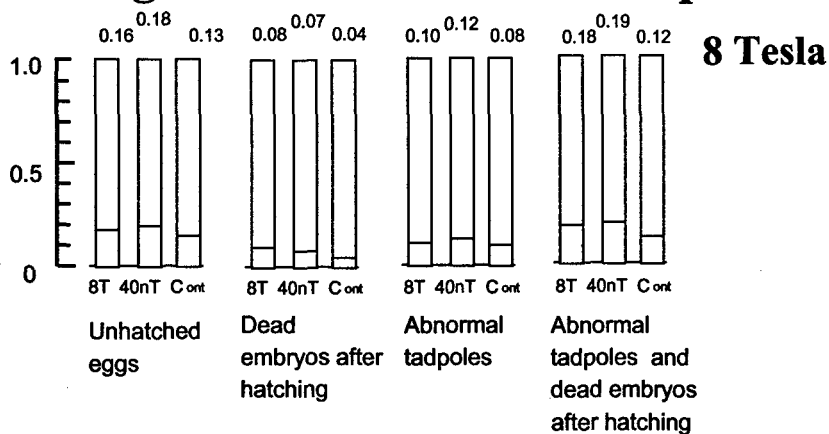 0.16 0.18 0.13 0.08 0.07 0.04 0.10 0.12 0.08 0.18 0.19 0.12
8 Tesla
1.0
0.5
0
8T 40nT Cont 8T 40nT Cont 8T 40nT Cont 8T 40nT Cont
Unhatched
eggs
Dead
embryos after
hatching
Abnormal
tadpoles
Abnormal
tadpoles and
dead embryos
after hatching